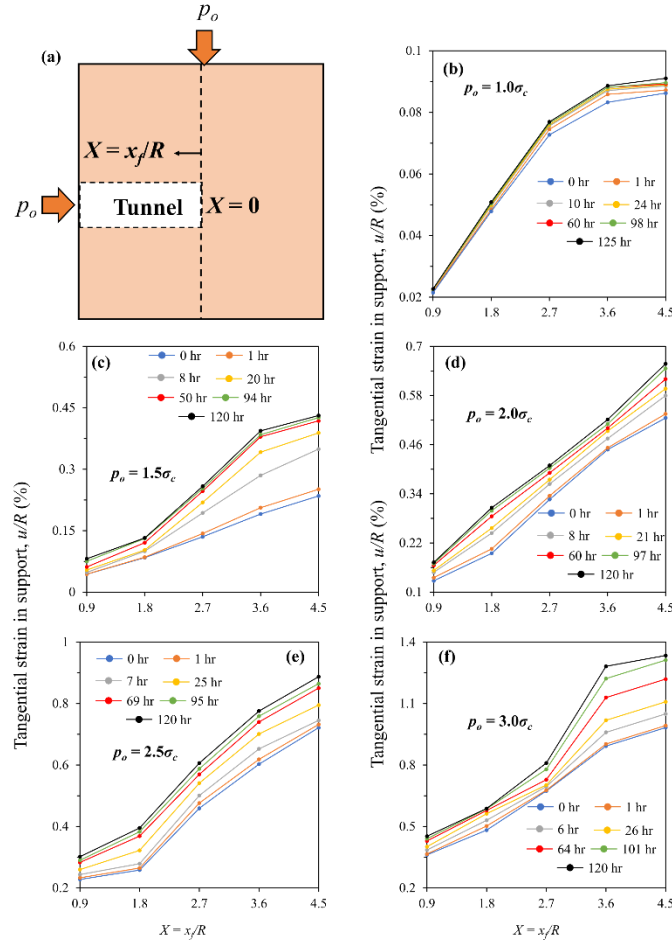 p_o
(a)
X = x_f/R
p_o
Tunnel
X = 0
(b)
p_o = 1.0σ_c
0.1
0.08
0.06
0.04
0.02
0 hr
1 hr
10 hr
24 hr
60 hr
98 hr
125 hr
0.9
1.8
2.7
3.6
4.5
Tangential strain in support, u/R (%)
(c)
p_o = 1.5σ_c
0.6
0.45
0.3
0.15
0
0 hr
1 hr
8 hr
20 hr
50 hr
94 hr
120 hr
0.9
1.8
2.7
3.6
4.5
Tangential strain in support, u/R (%)
(d)
p_o = 2.0σ_c
0.7
0.58
0.46
0.34
0.22
0.1
0 hr
1 hr
8 hr
21 hr
60 hr
97 hr
120 hr
0.9
1.8
2.7
3.6
4.5
(e)
p_o = 2.5σ_c
1
0.8
0.6
0.4
0.2
0 hr
1 hr
7 hr
25 hr
69 hr
95 hr
120 hr
0.9
1.8
2.7
3.6
4.5
X = x_f/R
Tangential strain in support, u/R (%)
(f)
p_o = 3.0σ_c
1.4
1.1
0.8
0.5
0.2
0 hr
1 hr
6 hr
26 hr
64 hr
101 hr
120 hr
0.9
1.8
2.7
3.6
4.5
X = x_f/R